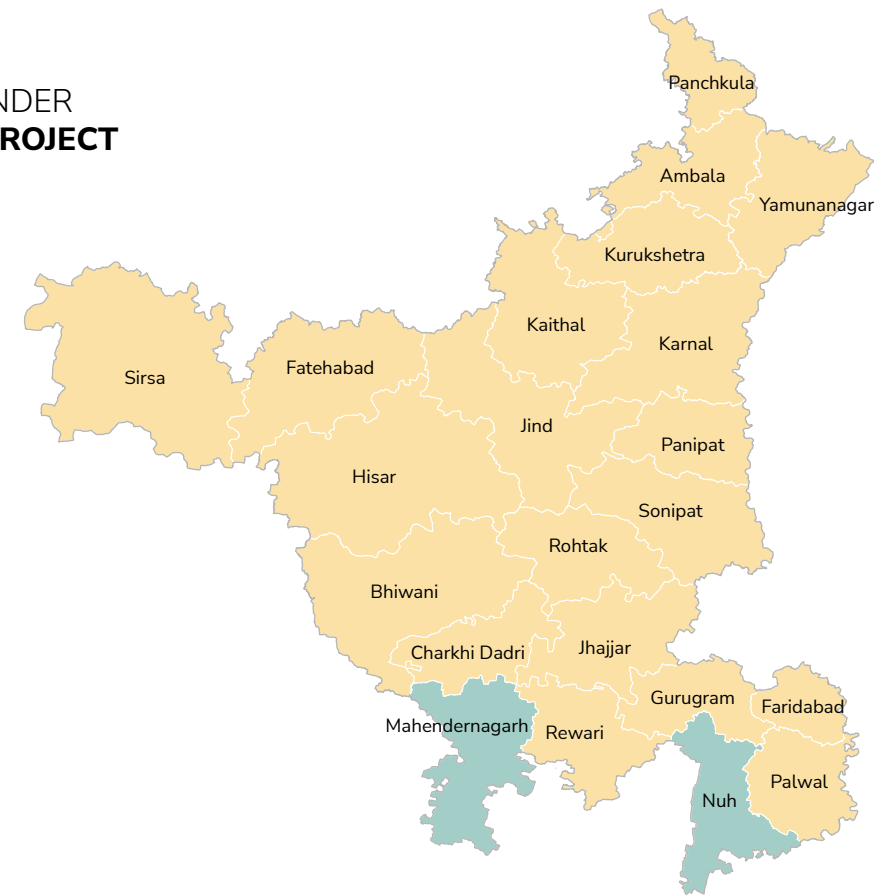 NDER
ROJECT
Panchkula
Ambala
Yamunanagar
Kurukshetra
Kaithal
Karnal
Fatehabad
Sirsa
Jind
Panipat
Hisar
Sonipat
Rohtak
Bhiwani
Jhajjar
Charkhi Dadri
Gurugram
Faridabad
Mahendernagarh
Rewari
Palwal
Nuh